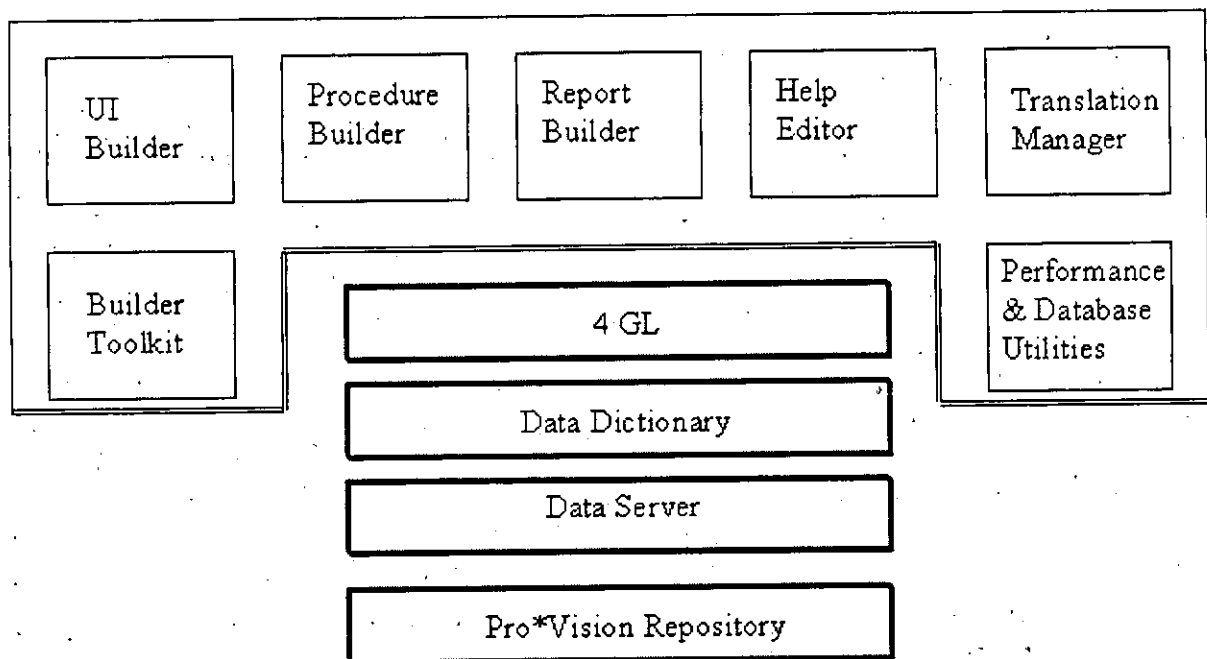 UI
Builder
Procedure
Builder
Report
Builder
Help
Editor
Translation
Manager
Builder
Toolkit
Performance
& Database
Utilities
4 GL
Data Dictionary
Data Server
Pro*Vision Repository